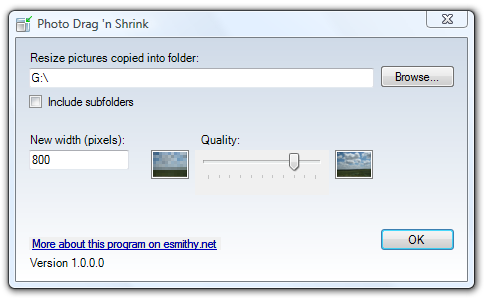 Photo Drag 'n Shrink
Resize pictures copied into folder:
G:\
Browse...
Include subfolders
New width (pixels):
Quality:
800
More about this program on esmithy.net
OK
Version 1.0.0.0